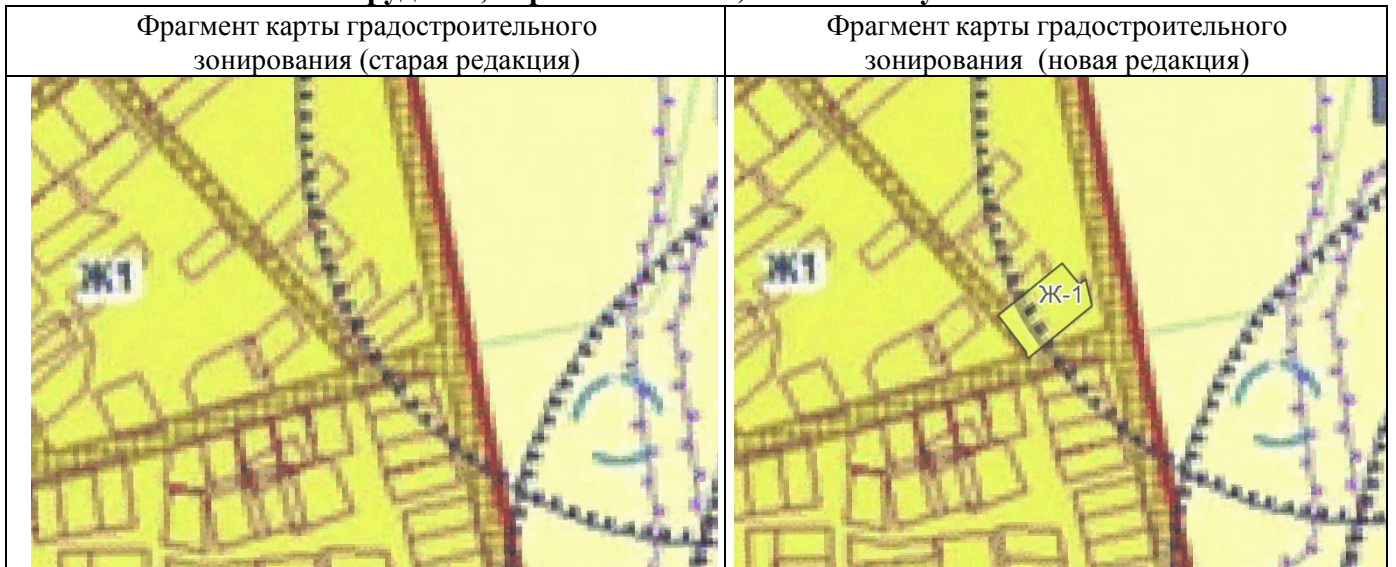 Фрагмент карты градостроительного
зонирования (старая редакция)
Фрагмент карты градостроительного
зонирования (новая редакция)
Ж1
Ж1
Ж-1